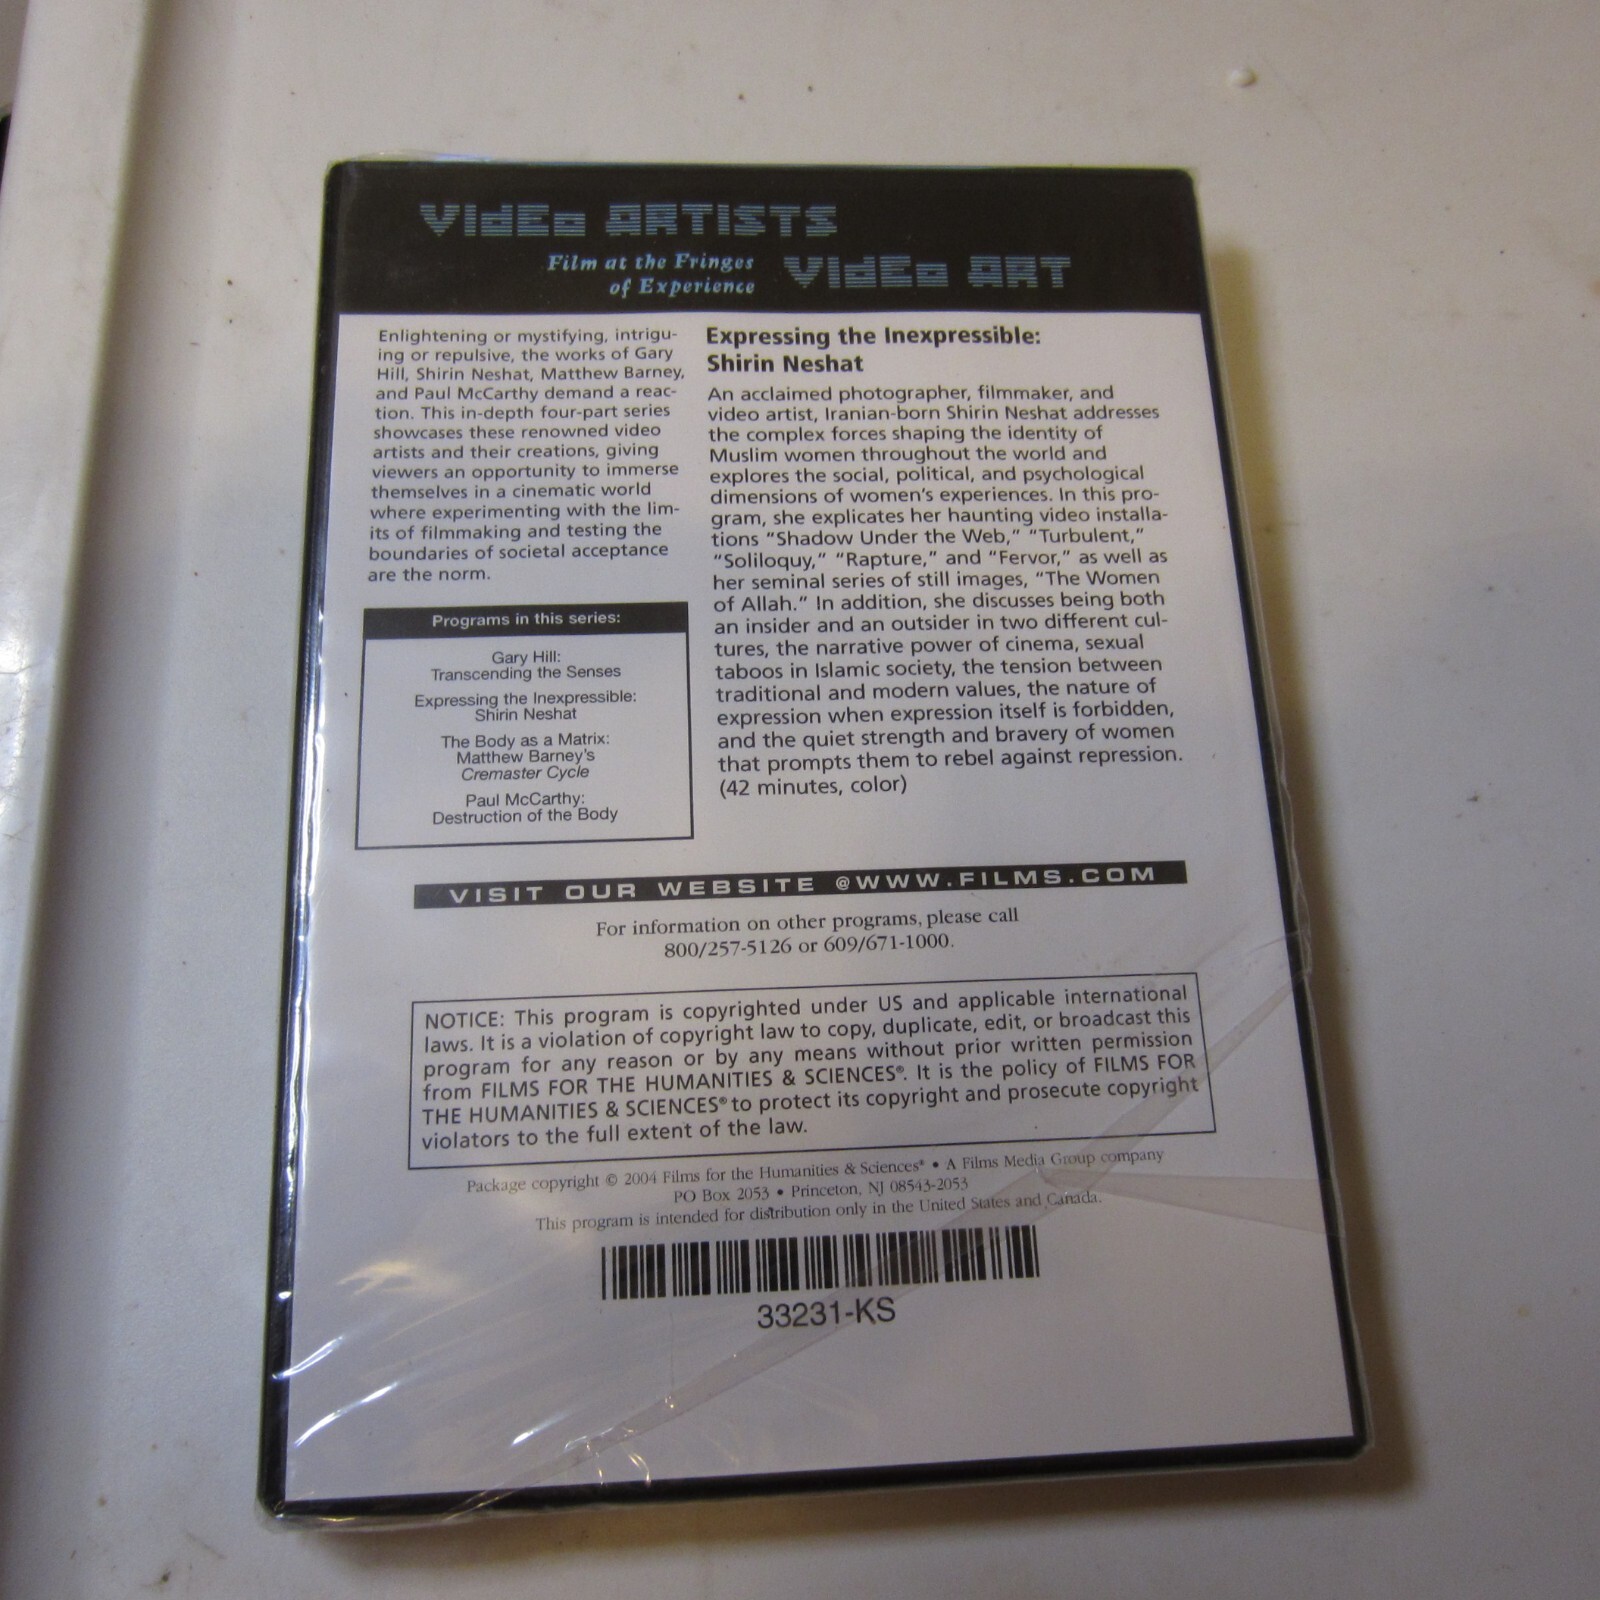 VIdEo ARTISTS
Film at the Fringes
of Experience
VIdEo ART
Enlightening or mystifying, intrigu-
ing or repulsive, the works of Gary
Hill, Shirin Neshat, Matthew Barney,
and Paul McCarthy demand a reac-
tion. This in-depth four-part series
showcases these renowned video
artists and their creations, giving
viewers an opportunity to immerse
themselves in a cinematic world
where experimenting with the lim-
its of filmmaking and testing the
boundaries of societal acceptance
are the norm.
Programs in this series:
Gary Hill:
Transcending the Senses
Expressing the Inexpressible:
Shirin Neshat
The Body as a Matrix:
Matthew Barney's
Cremaster Cycle
Paul McCarthy:
Destruction of the Body
Expressing the Inexpressible:
Shirin Neshat
An acclaimed photographer, filmmaker, and
video artist, Iranian-born Shirin Neshat addresses
the complex forces shaping the identity of
Muslim women throughout the world and
explores the social, political, and psychological
dimensions of women's experiences. In this pro-
gram, she explicates her haunting video installa-
tions "Shadow Under the Web," "Turbulent,"
"Soliloquy," "Rapture," and "Fervor," as well as
her seminal series of still images, "The Women
of Allah." In addition, she discusses being both
an insider and an outsider in two different cul-
tures, the narrative power of cinema, sexual
taboos in Islamic society, the tension between
traditional and modern values, the nature of
expression when expression itself is forbidden,
and the quiet strength and bravery of women
that prompts them to rebel against repression.
(42 minutes, color)
VISIT OUR WEBSITE @WWW.FILMS.COM
For information on other programs, please call
800/257-5126 or 609/671-1000.
NOTICE: This program is copyrighted under US and applicable international
laws. It is a violation of copyright law to copy, duplicate, edit, or broadcast this
program for any reason or by any means without prior written permission
from FILMS FOR THE HUMANITIES & SCIENCES®. It is the policy of FILMS FOR
THE HUMANITIES & SCIENCES® to protect its copyright and prosecute copyright
violators to the full extent of the law.
Package copyright © 2004 Films for the Humanities & Sciences® • A Films Media Group company
PO Box 2053 • Princeton, NJ 08543-2053
This program is intended for distribution only in the United States and Canada.
33231-KS